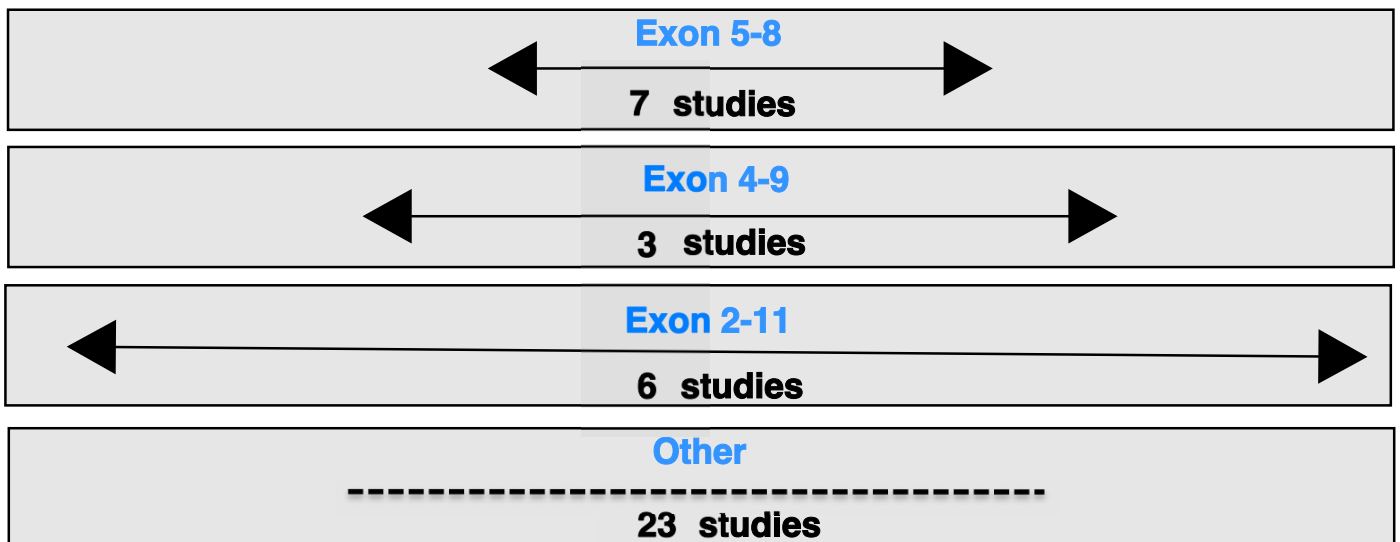 Exon 5-8
7 studies
Exon 4-9
3 studies
Exon 2-11
6 studies
Other
23 studies